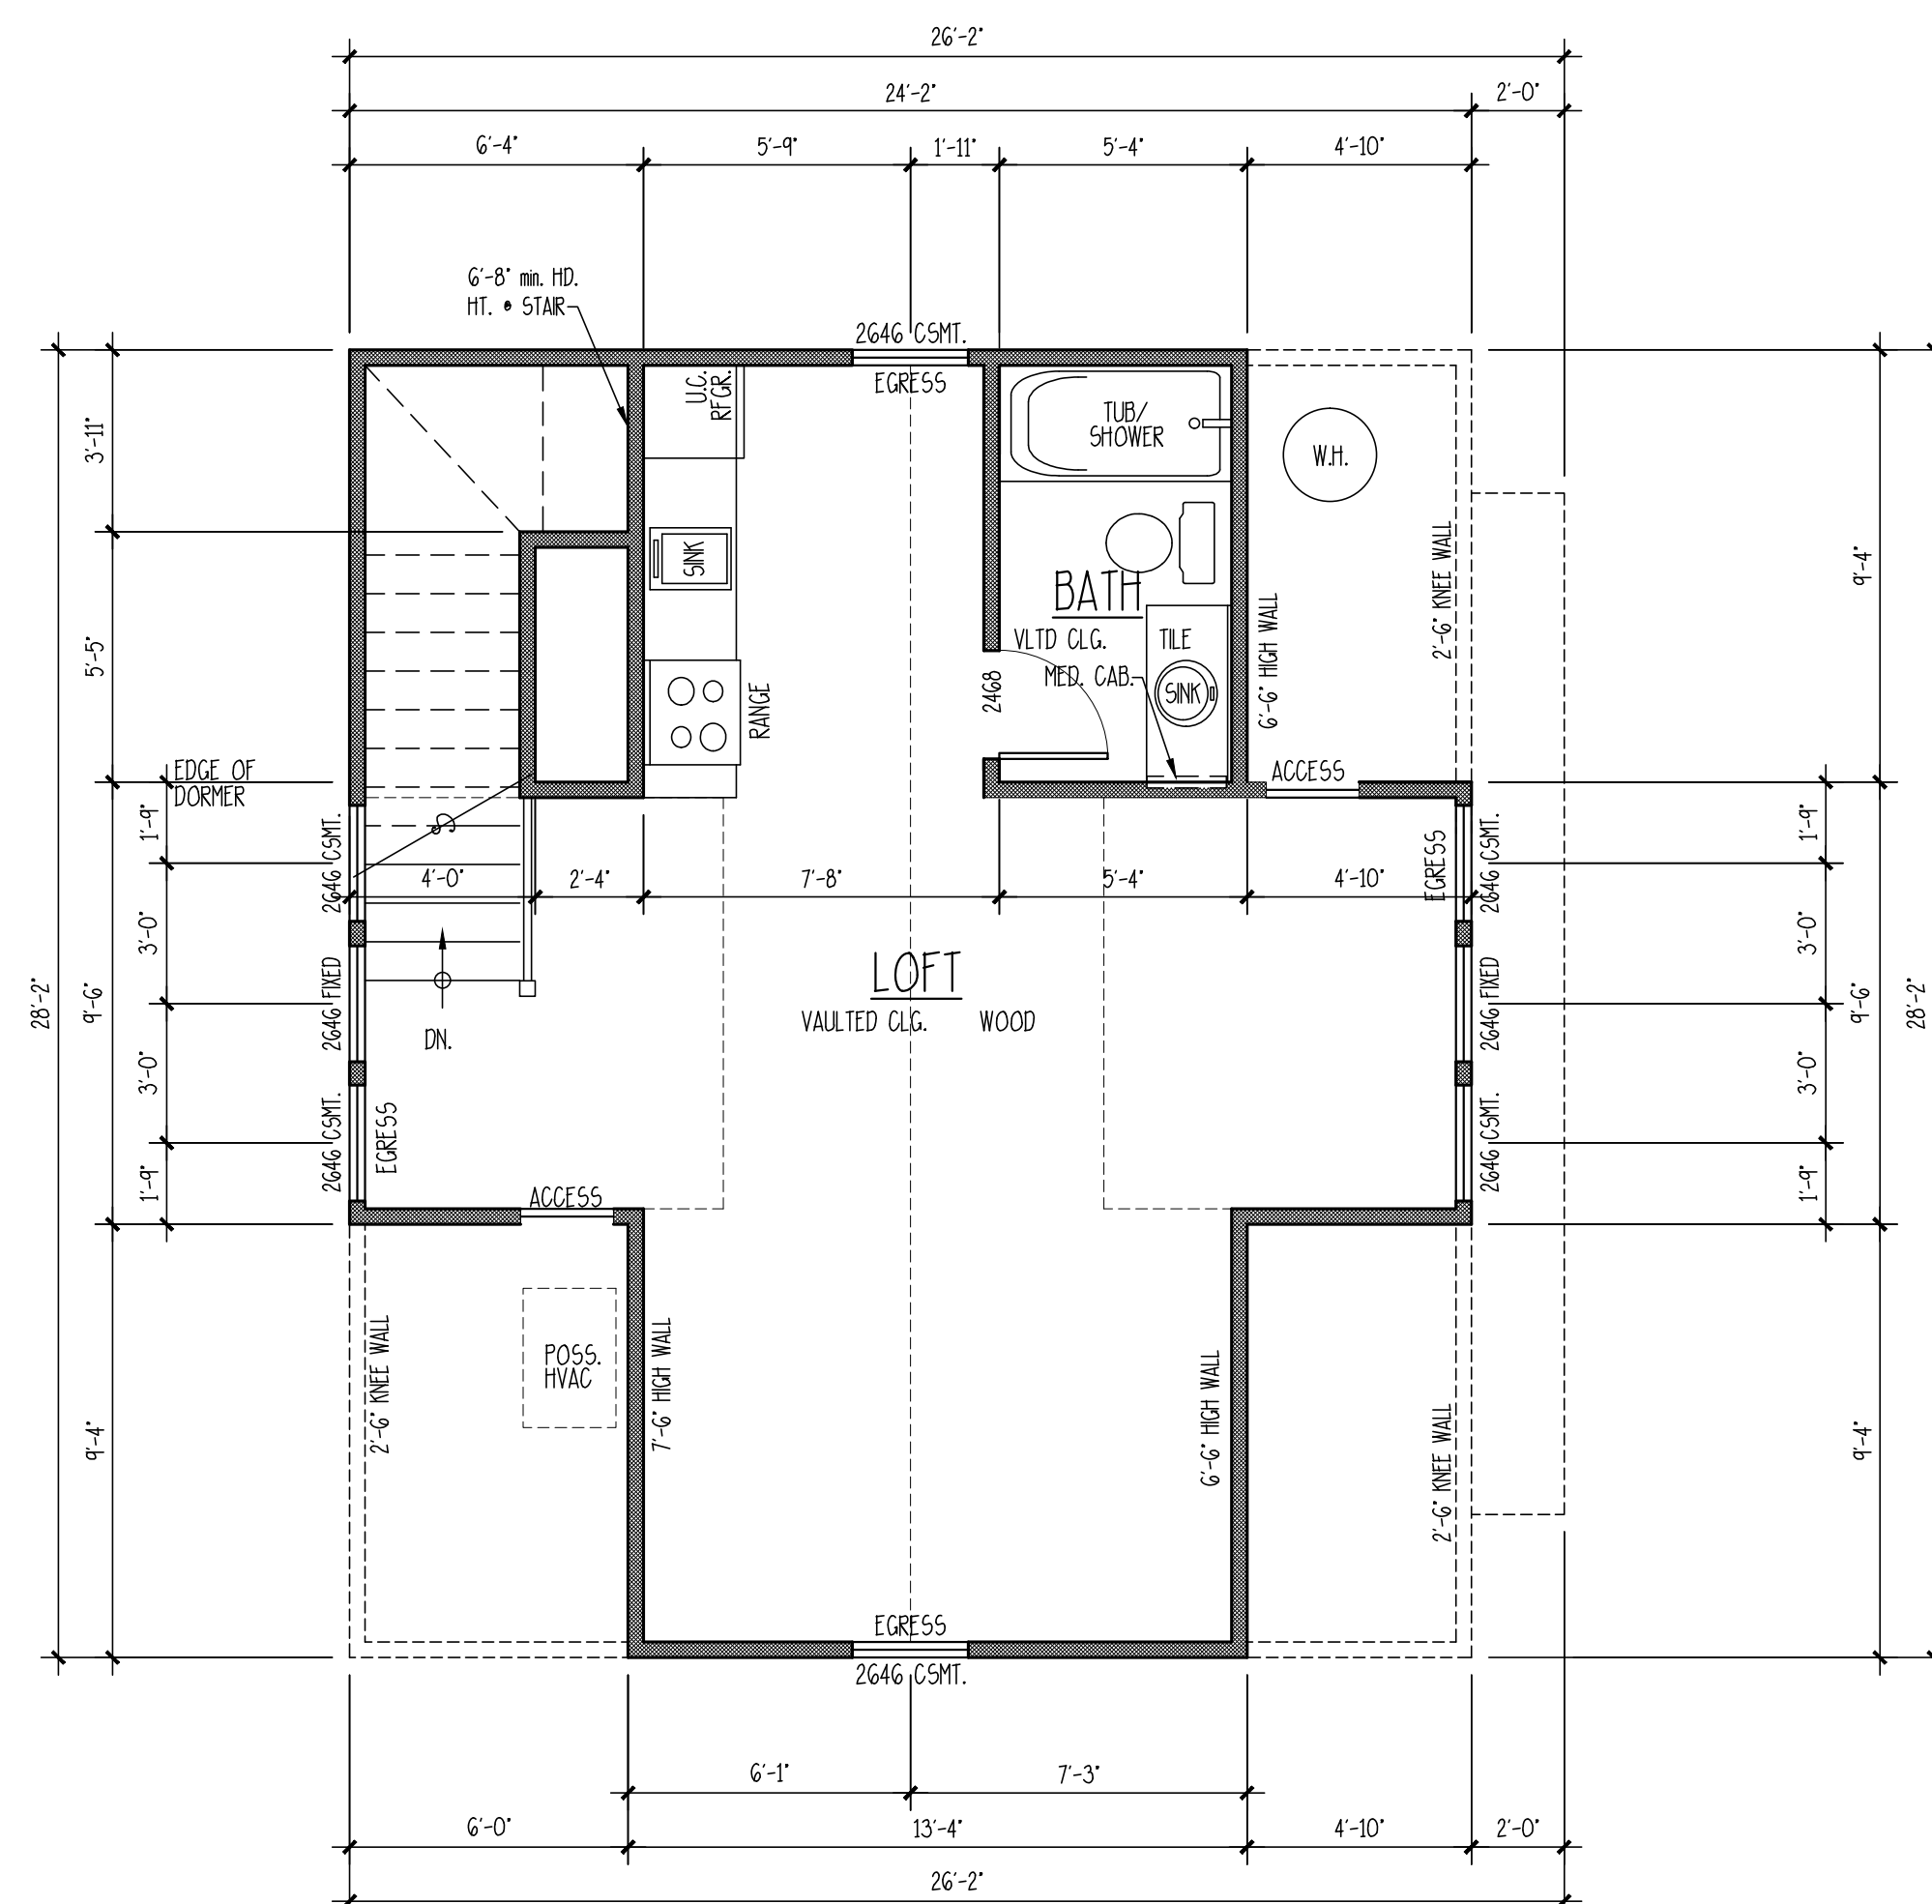 26'-2"
24'-2"
2'-0"
6'-4"
5'-9"
1'-11"
5'-4"
4'-10"
6'-8" min. HD.
HT. @ STAIR
2646 CSMT.
EGRESS
U.C.
RFGR.
TUB/
SHOWER
W.H.
3'-11"
SINK
9'-4"
2'-6" KNEE WALL
BATH
VLTD CLG.
TILE
6'-6" HIGH WALL
5'-5"
MED. CAB.
SINK
2468
RANGE
EDGE OF
DORMER
ACCESS
1'-9"
1'-9"
2646 CSMT.
EGRESS
2646 CSMT.
4'-0"
2'-4"
7'-8"
5'-4"
4'-10"
3'-0"
3'-0"
LOFT
VAULTED CLG.
WOOD
28'-2"
9'-6"
2646 FIXED
DN.
2646 FIXED
9'-6"
28'-2"
3'-0"
3'-0"
2646 CSMT.
EGRESS
2646 CSMT.
1'-9"
1'-9"
ACCESS
POSS.
HVAC
2'-6" KNEE WALL
7'-6" HIGH WALL
6'-6" HIGH WALL
2'-6" KNEE WALL
9'-4"
9'-4"
EGRESS
2646 CSMT.
6'-1"
7'-3"
6'-0"
13'-4"
4'-10"
2'-0"
26'-2"